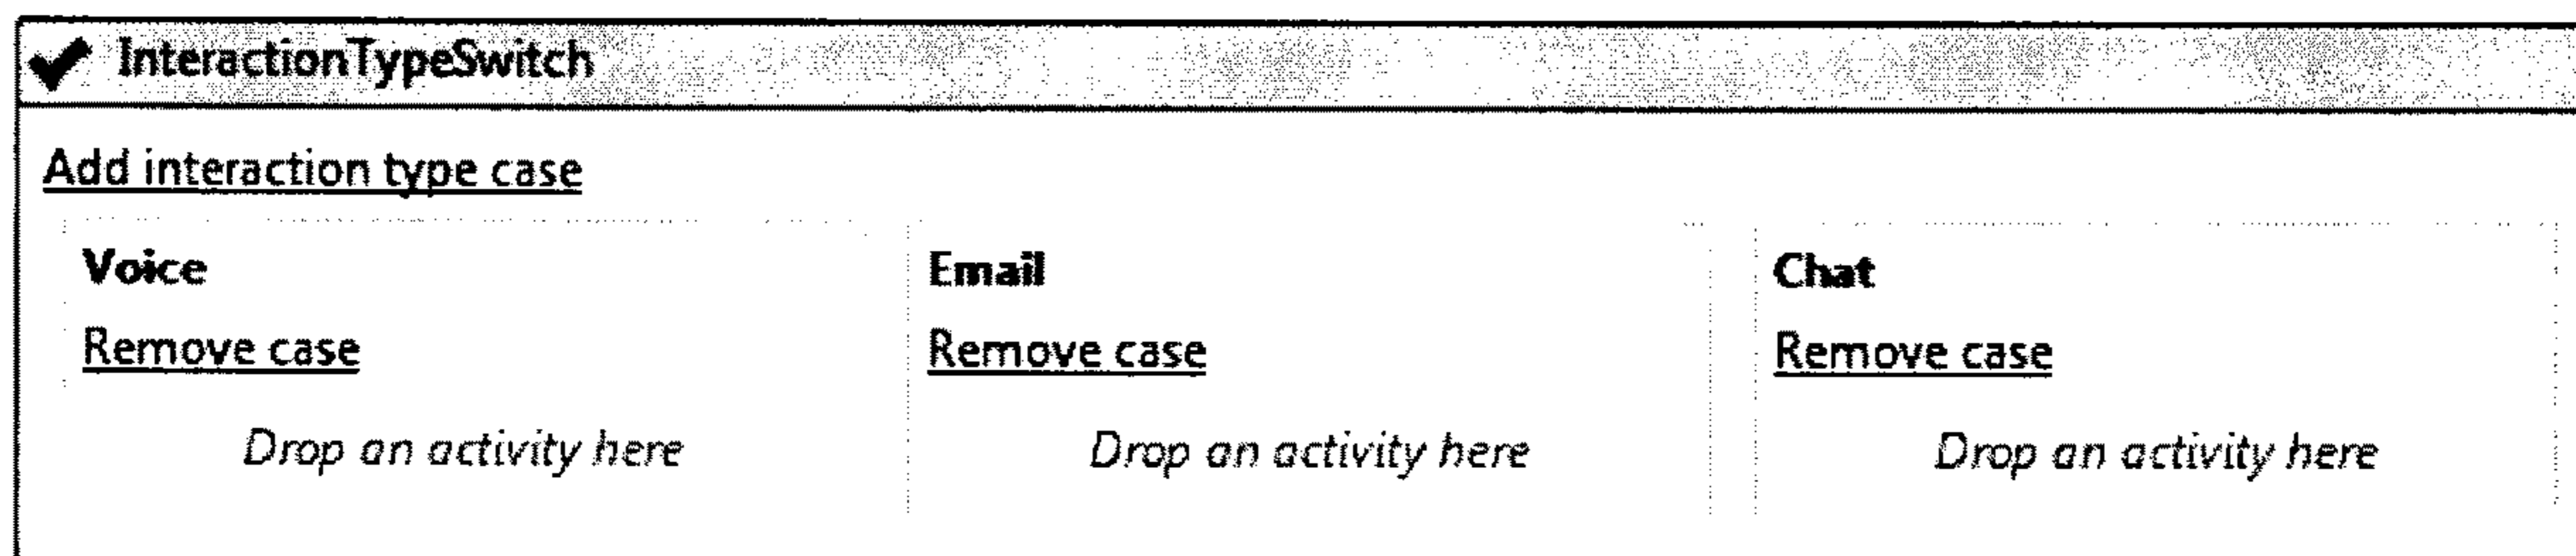 InteractionTypeSwitch
Add interaction type case
Voice Email Chat
Remove case Remove case Remove case
Drop an activity here Drop an activity here Drop an activity here